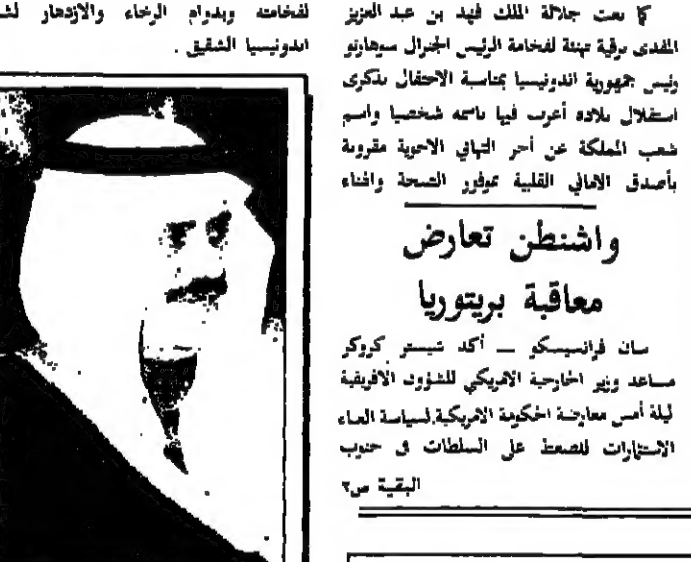 كما بعث جلالة الملك فهد بن عبد العزيز
المفدى برقية تهنئة لفخامة الرئيس الجنرال سوهارتو
رئيس جمهورية اندونيسيا بمناسبة الاحتفال بذكرى
استقلال بلاده أعرب فيها باسمه شخصيا واسم
شعب المملكة عن أحر التهاني الاخوية مقرونة
بأصدق الاماني القلبية بموفور الصحة والهناء
لفخامته وبدوام الرخاء والازدهار
اندونيسيا الشقيق .
واشنطن تعارض
معاقبة بريتوريا
سان فرانسيسكو — أكد شيستر كروكر
مساعد وزير الخارجية الامريكي للشؤون الافريقية
ليلة أمس معارضة الحكومة الامريكية لسياسة الغاء
الاستثمارات للضغط على السلطات في جنوب
البقية ص٢